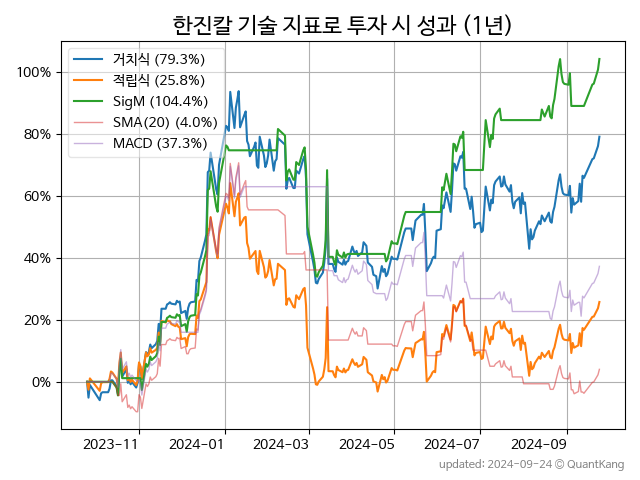 한진칼 기술 지표로 투자 시 성과 (1년)
거치식 (79.3%)
적립식 (25.8%)
SigM (104.4%)
SMA(20) (4.0%)
MACD (37.3%)
100%
80%
60%
40%
20%
0%
2023-11 2024-01 2024-03 2024-05 2024-07 2024-09
updated: 2024-09-24 © QuantKang